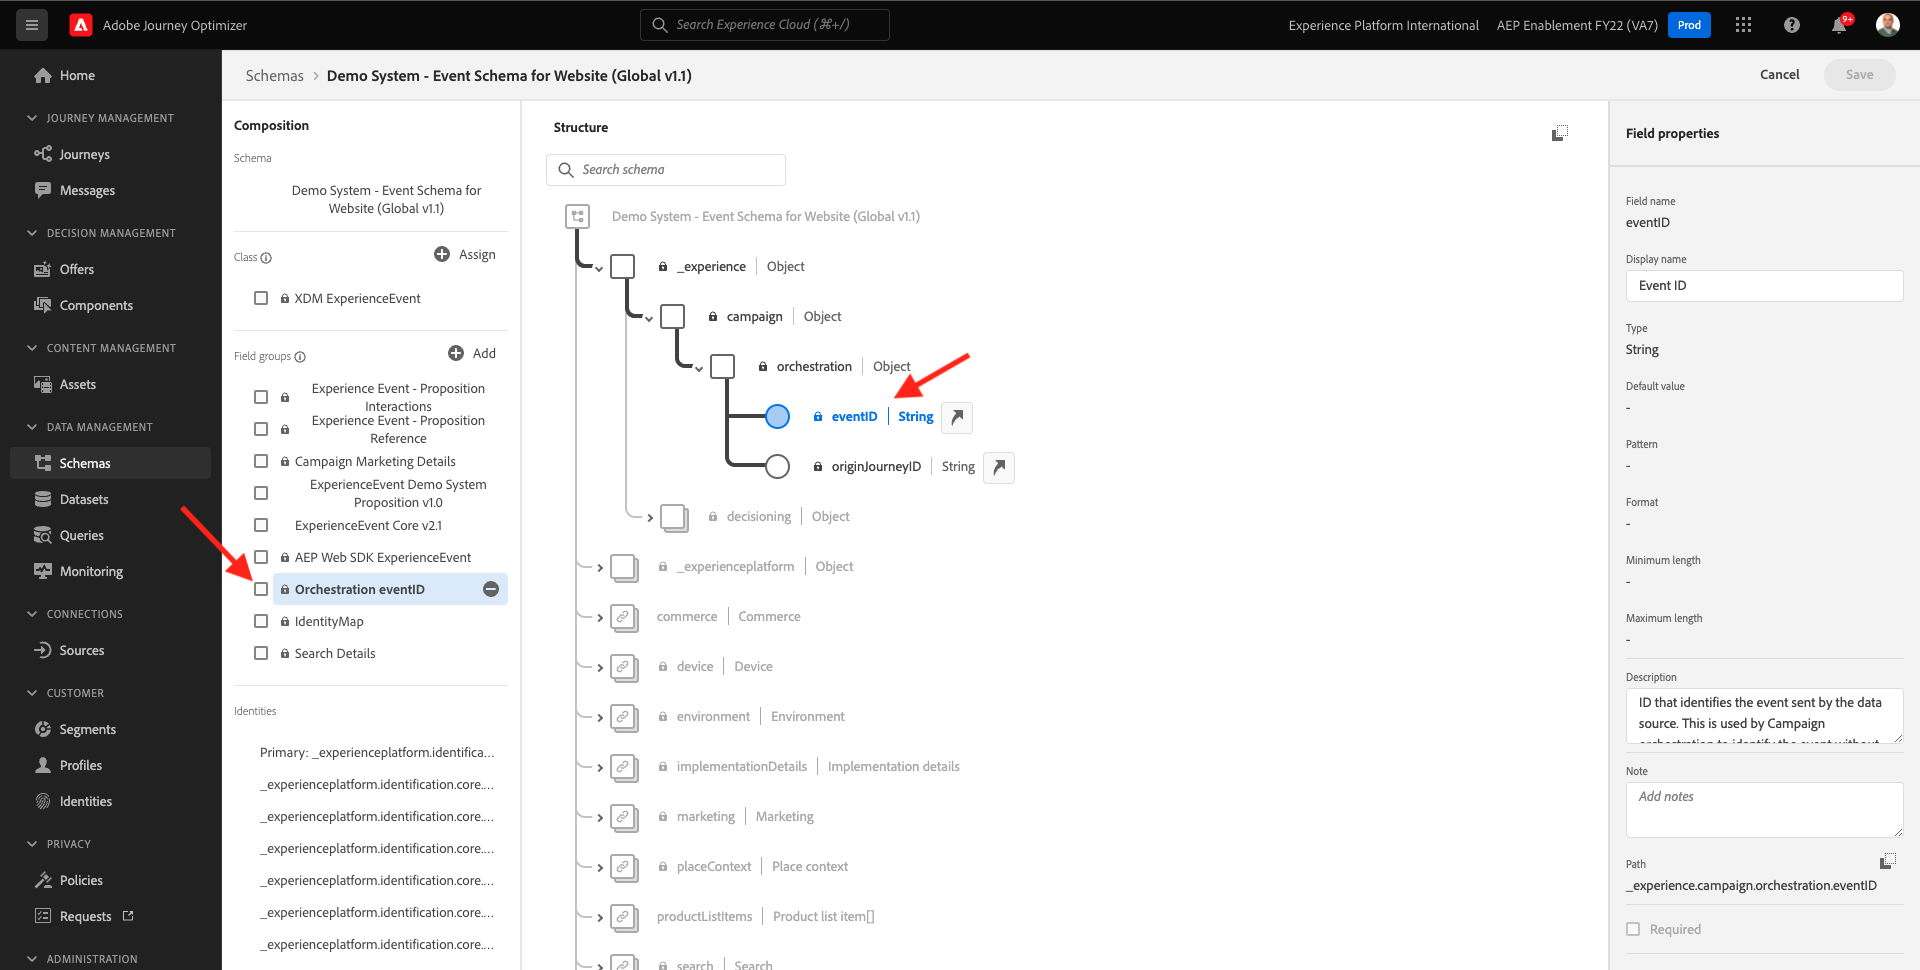 Adobe Journey Optimizer
Search Experience Cloud (⌘+/)
Experience Platform International
AEP Enablement FY22 (VA7)
Prod
9+
Home
JOURNEY MANAGEMENT
Journeys
Messages
DECISION MANAGEMENT
Offers
Components
CONTENT MANAGEMENT
Assets
DATA MANAGEMENT
Schemas
Datasets
Queries
Monitoring
CONNECTIONS
Sources
CUSTOMER
Segments
Profiles
Identities
PRIVACY
Policies
Requests
ADMINISTRATION
Schemas > Demo System - Event Schema for Website (Global v1.1)
Cancel
Save
Composition
Schema
Demo System - Event Schema for
Website (Global v1.1)
Class
Assign
XDM ExperienceEvent
Field groups
Add
Experience Event - Proposition
Interactions
Experience Event - Proposition
Reference
Campaign Marketing Details
ExperienceEvent Demo System
Proposition v1.0
ExperienceEvent Core v2.1
AEP Web SDK ExperienceEvent
Orchestration eventID
IdentityMap
Search Details
Identities
Primary: _experienceplatform.identifica...
_experienceplatform.identification.core....
_experienceplatform.identification.core....
_experienceplatform.identification.core....
_experienceplatform.identification.core....
_experienceplatform.identification.core....
_experienceplatform.identification.core....
Structure
Search schema
Demo System - Event Schema for Website (Global v1.1)
_experience | Object
campaign | Object
orchestration | Object
eventID | String
originJourneyID | String
decisioning | Object
_experienceplatform | Object
commerce | Commerce
device | Device
environment | Environment
implementationDetails | Implementation details
marketing | Marketing
placeContext | Place context
productListItems | Product list item[]
search | Search
Field properties
Field name
eventID
Display name
Event ID
Type
String
Default value
-
Pattern
-
Format
-
Minimum length
-
Maximum length
-
Description
ID that identifies the event sent by the data
source. This is used by Campaign
orchestration to identify the event without
Note
Add notes
Path
_experience.campaign.orchestration.eventID
Required